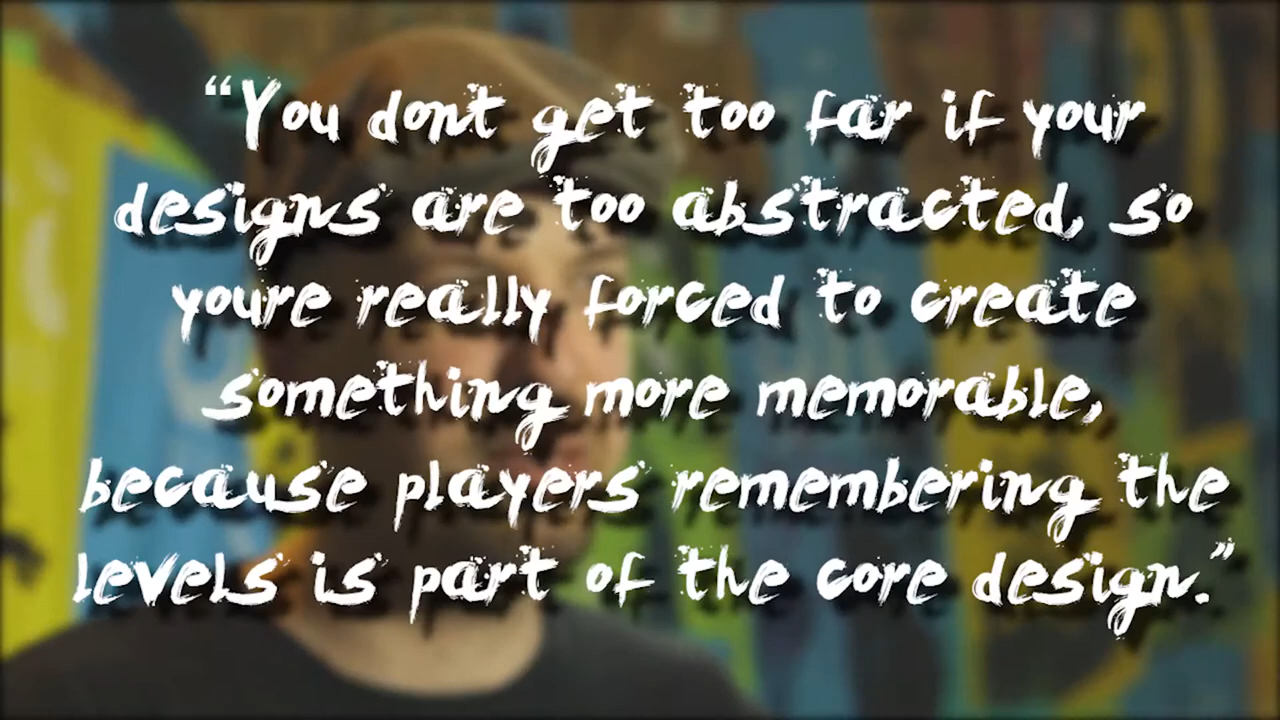 “You dont get too far if your
designs are too abstracted, so
youre really forced to create
something more memorable,
because players remembering the
levels is part of the core design.”